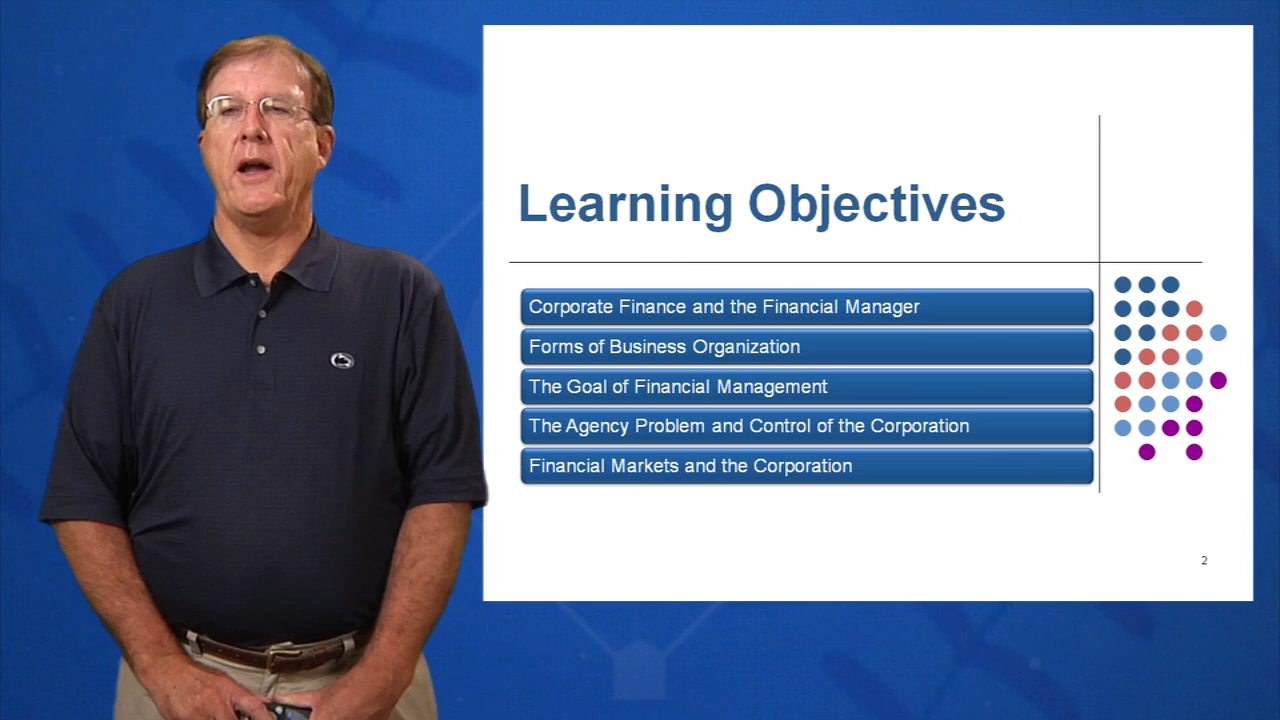 Learning Objectives
Corporate Finance and the Financial Manager
Forms of Business Organization
The Goal of Financial Management
The Agency Problem and Control of the Corporation
Financial Markets and the Corporation
2